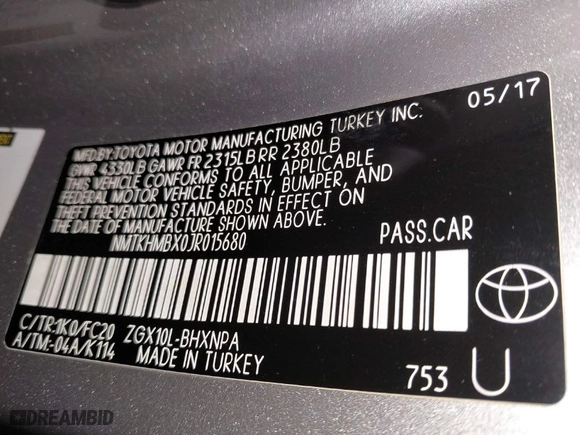 05/17
MFD.BY:TOYOTA MOTOR MANUFACTURING TURKEY INC.
GVWR 4330LB GAWR FR 2315LB RR 2380LB
THIS VEHICLE CONFORMS TO ALL APPLICABLE
FEDERAL MOTOR VEHICLE SAFETY, BUMPER, AND
THEFT PREVENTION STANDARDS IN EFFECT ON
THE DATE OF MANUFACTURE SHOWN ABOVE.
NMTKHMBX0JR015680 PASS.CAR
C/TR:1K0/FC20 ZGX10L-BHXNPA
A/TM:-04A/K114 MADE IN TURKEY
753 U
DREAMBID